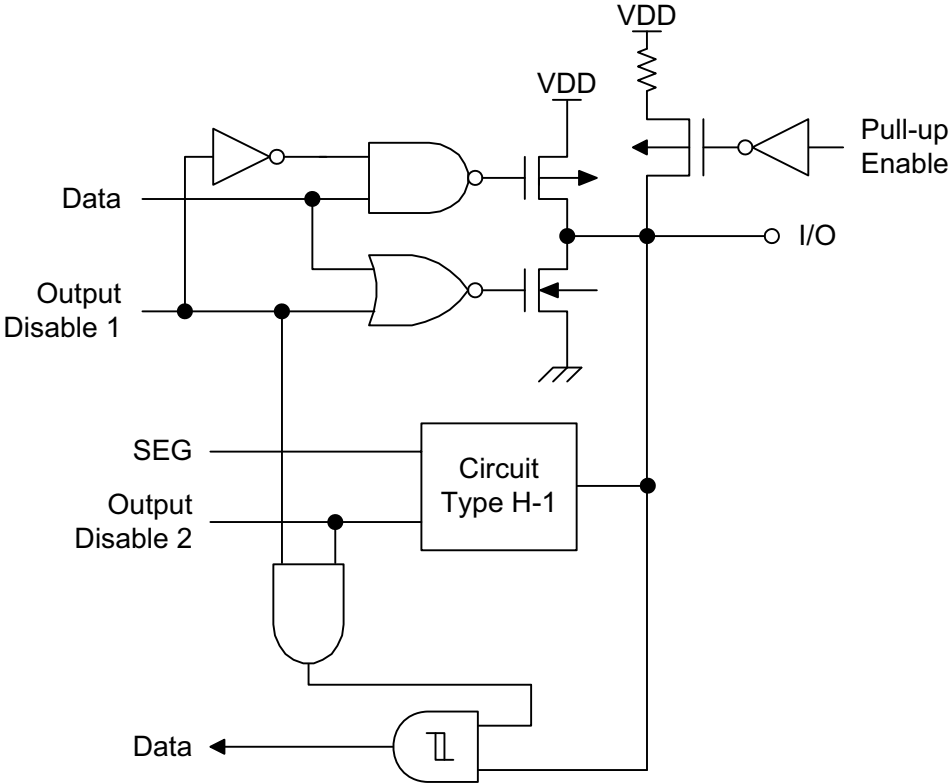 VDD
VDD
Pull-up
Enable
Data
I/O
Output
Disable 1
SEG
Circuit
Type H-1
Output
Disable 2
Data